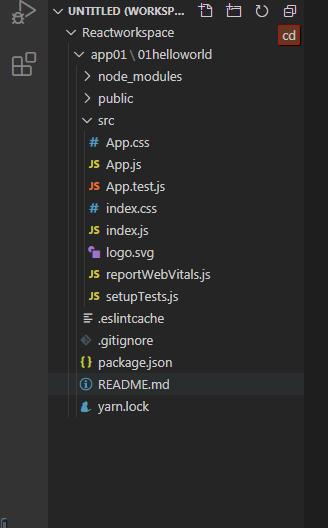 UNTITLED (WORKSP...
Reactworkspace
cd
app01 \ 01helloworld
node_modules
public
src
# App.css
JS App.js
JS App.test.js
# index.css
JS index.js
logo.svg
JS reportWebVitals.js
JS setupTests.js
.eslintcache
.gitignore
{} package.json
README.md
yarn.lock